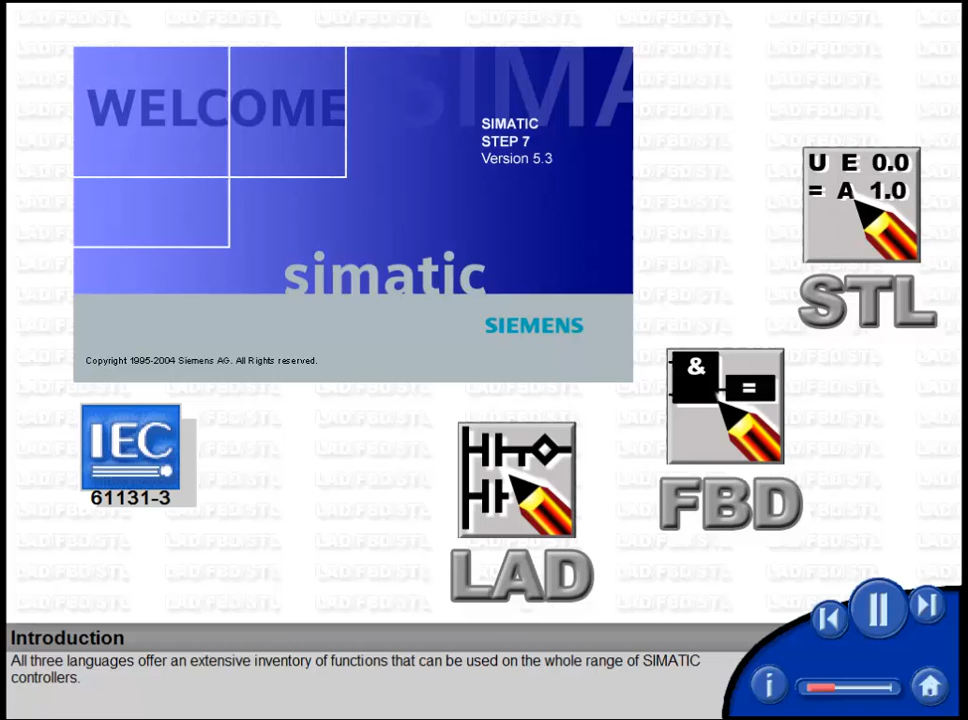 WELCOME
SIMA
SIMATIC
STEP 7
Version 5.3
simatic
SIEMENS
Copyright 1995-2004 Siemens AG. All Rights reserved.
U E 0.0
= A 1.0
STL
&
=
FBD
IEC
61131-3
LAD
Introduction
All three languages offer an extensive inventory of functions that can be used on the whole range of SIMATIC
controllers.
i